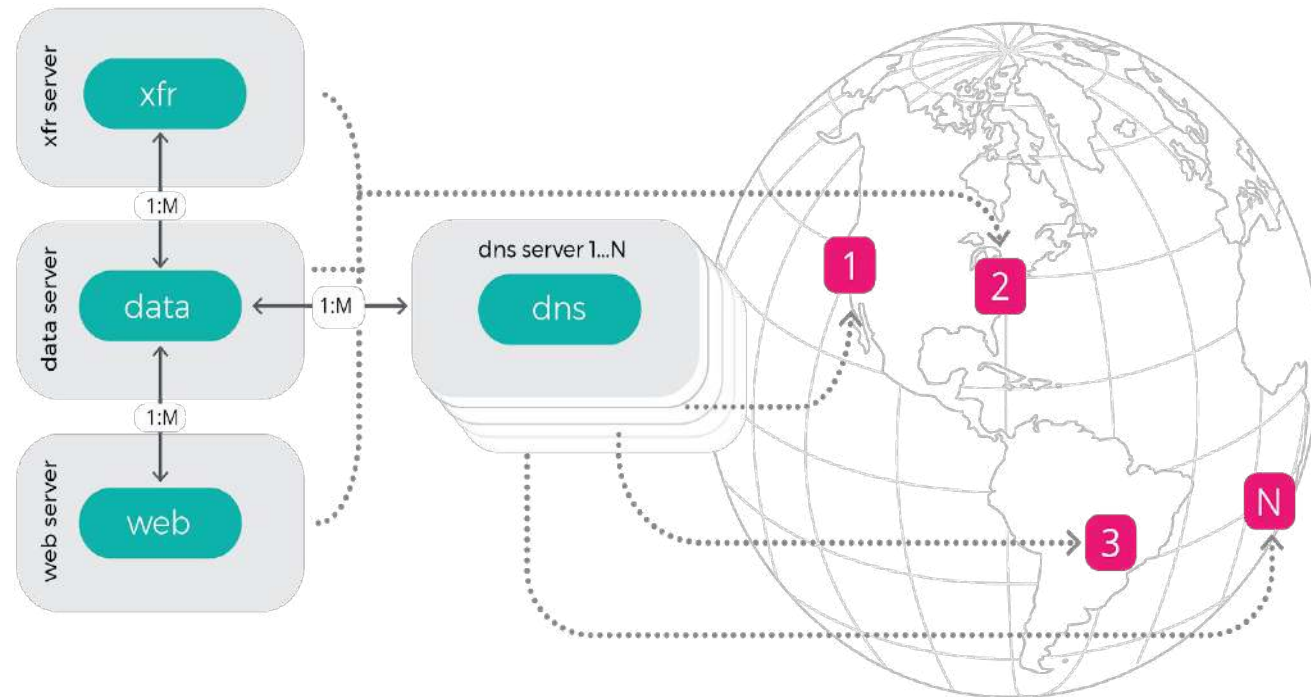 xfr server
xfr
1:M
data server
data
1:M
dns server 1...N
dns
1:M
web server
web
1
2
3
N